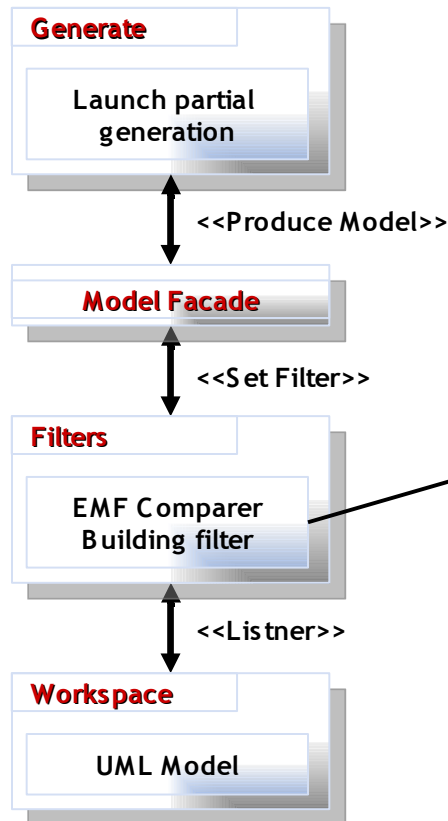 Generate
Launch partial
generation
<<Produce Model>>
Model Facade
<<Set Filter>>
Filters
EMF Comparer
Building filter
<<Listner>>
Workspace
UML Model